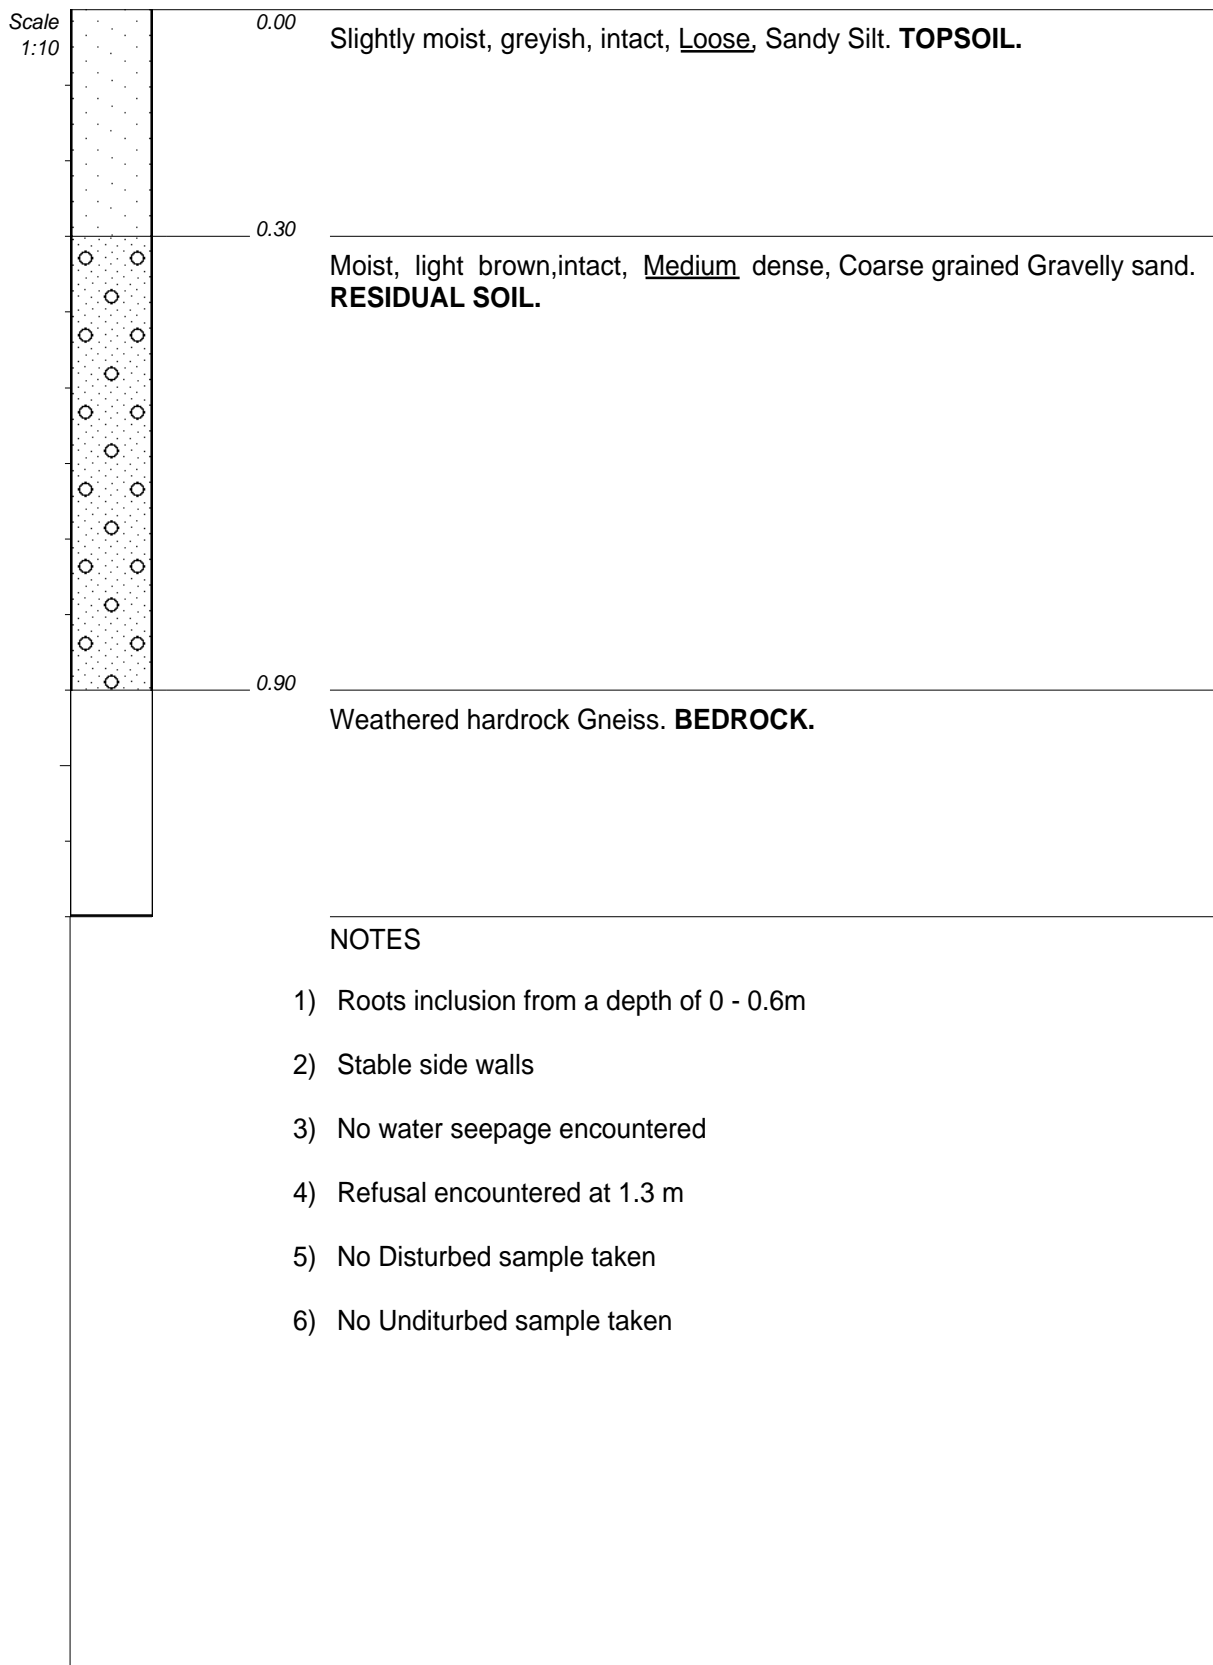 Scale
1:10
0.00
Slightly moist, greyish, intact, Loose, Sandy Silt. TOPSOIL.
0.30
Moist, light brown,intact, Medium dense, Coarse grained Gravelly sand.
RESIDUAL SOIL.
0.90
Weathered hardrock Gneiss. BEDROCK.
NOTES
1) Roots inclusion from a depth of 0 - 0.6m
2) Stable side walls
3) No water seepage encountered
4) Refusal encountered at 1.3 m
5) No Disturbed sample taken
6) No Unditurbed sample taken